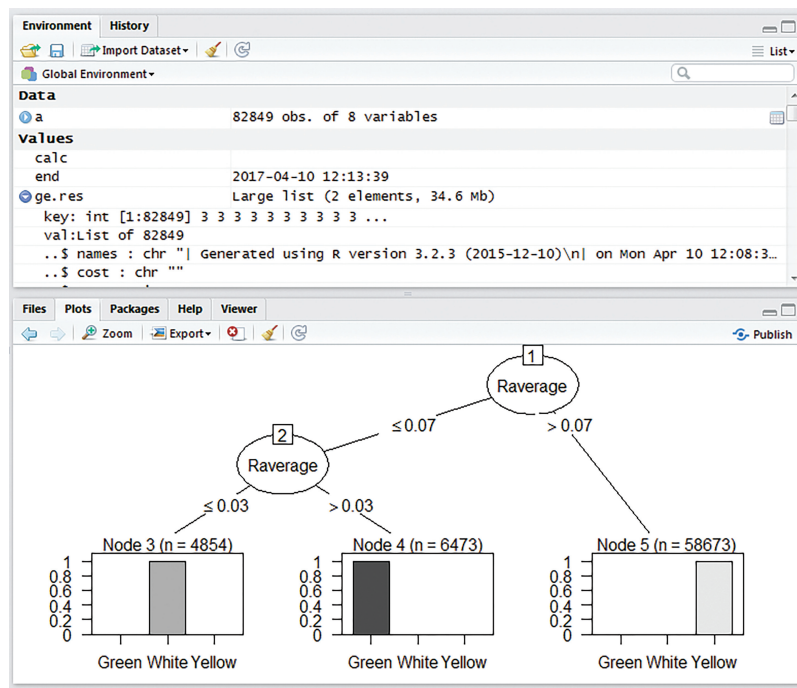 Environment History
Import Dataset
List
Global Environment
Data
a 82849 obs. of 8 variables
Values
calc
end 2017-04-10 12:13:39
ge.res Large list (2 elements, 34.6 Mb)
key: int [1:82849] 3 3 3 3 3 3 3 3 3 3 ...
val:List of 82849
..$ names : chr "| Generated using R version 3.2.3 (2015-12-10)\n| on Mon Apr 10 12:08:3…
..$ cost : chr ""
Files Plots Packages Help Viewer
Zoom Export Publish
1
Raverage
≤ 0.07 > 0.07
2
Raverage
≤ 0.03 > 0.03
Node 3 (n = 4854) Node 4 (n = 6473) Node 5 (n = 58673)
1 1 1
0.8 0.8 0.8
0.6 0.6 0.6
0.4 0.4 0.4
0.2 0.2 0.2
0 0 0
Green White Yellow Green White Yellow Green White Yellow